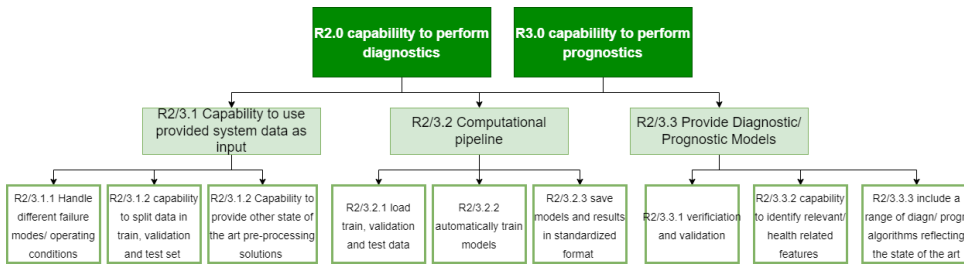 R2.0 capabililty to perform
diagnostics
R3.0 capabililty to perform
prognostics
R2/3.1 Capability to use
provided system data as
input
R2/3.2 Computational
pipeline
R2/3.3 Provide Diagnostic/
Prognostic Models
R2/3.1.1 Handle
different failure
modes/ operating
conditions
R2/3.1.2 capability
to split data in
train, validation
and test set
R2/3.1.2 Capability to
provide other state of
the art pre-processing
solutions
R2/3.2.1 load
train, validation
and test data
R2/3.2.2
automatically train
models
R2/3.2.3 save
models and results
in standardized
format
R2/3.3.1 verificiation
and validation
R2/3.3.2 capability
to identify relevant/
health related
features
R2/3.3.3 include a
range of diagn/ progn
algorithms reflecting
the state of the art